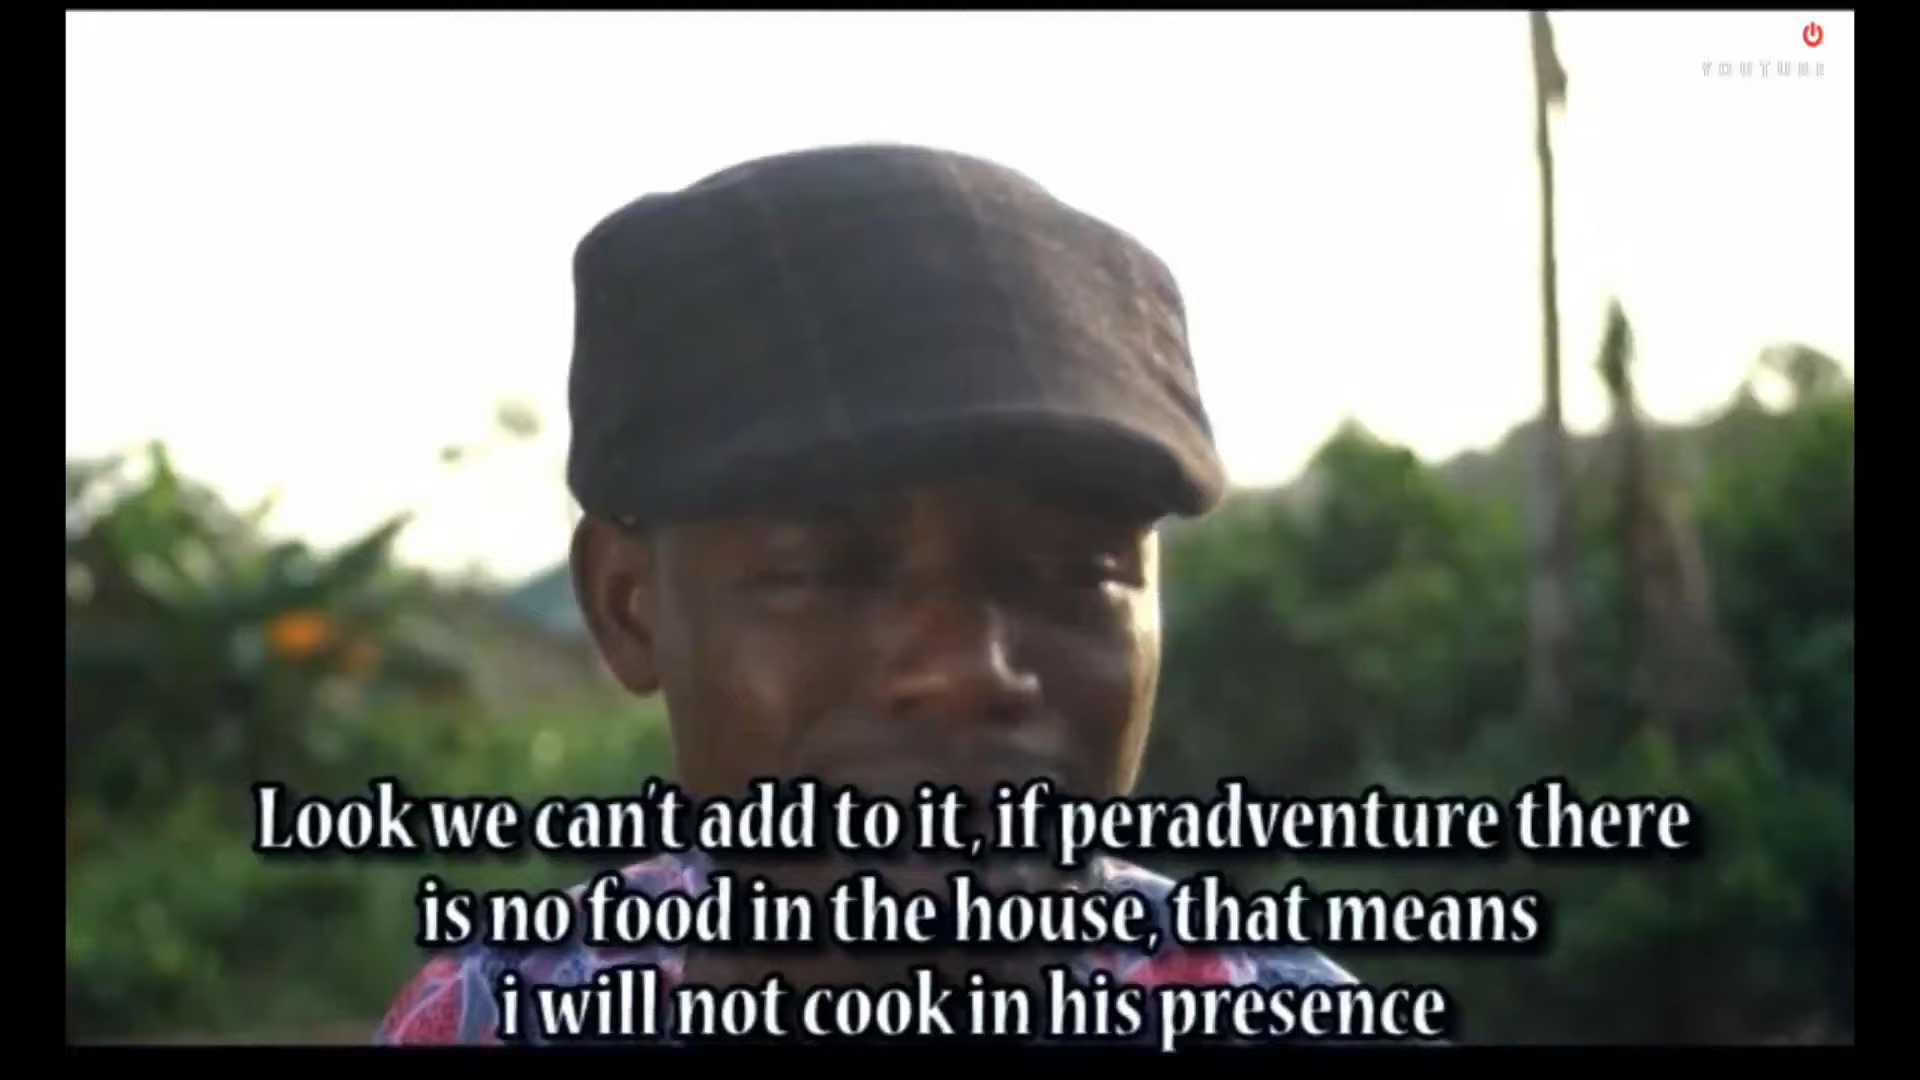 YOUTUBE
Look we can't add to it, if peradventure there
is no food in the house, that means
i will not cook in his presence